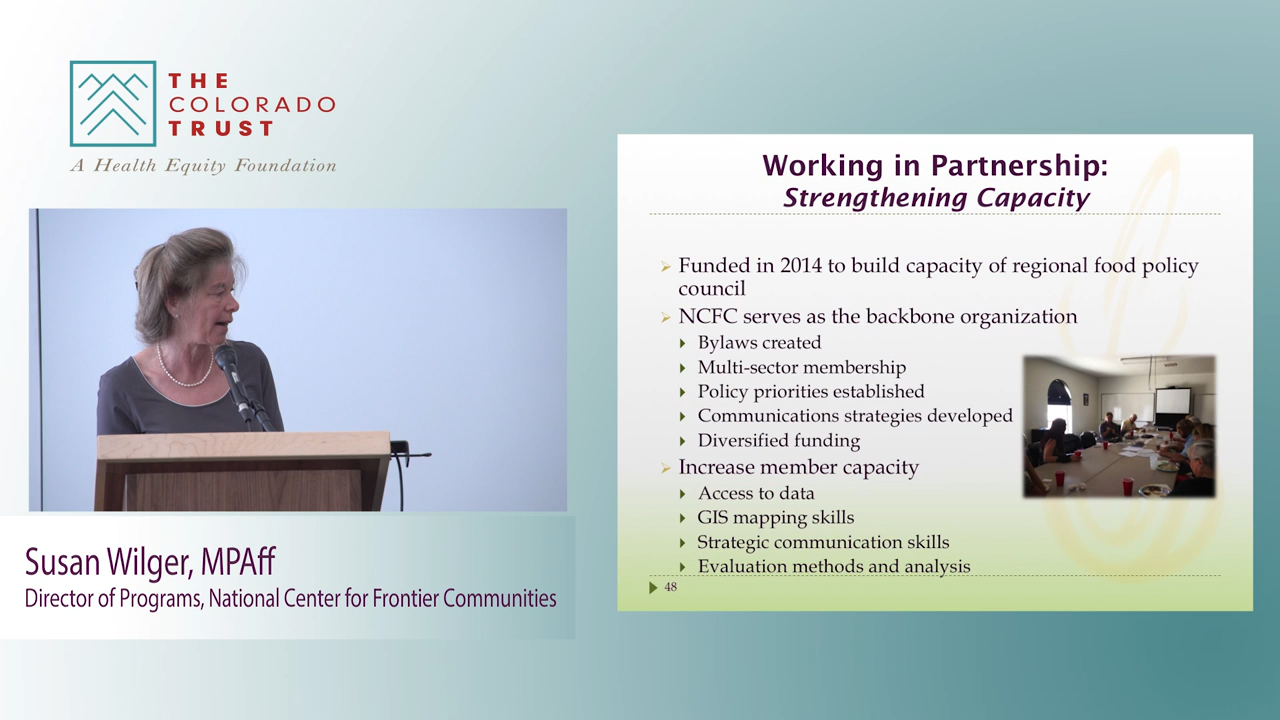 THE
COLORADO
TRUST
A Health Equity Foundation
Susan Wilger, MPAff
Director of Programs, National Center for Frontier Communities
Working in Partnership:
Strengthening Capacity
Funded in 2014 to build capacity of regional food policy
council
NCFC serves as the backbone organization
Bylaws created
Multi-sector membership
Policy priorities established
Communications strategies developed
Diversified funding
Increase member capacity
Access to data
GIS mapping skills
Strategic communication skills
Evaluation methods and analysis
48